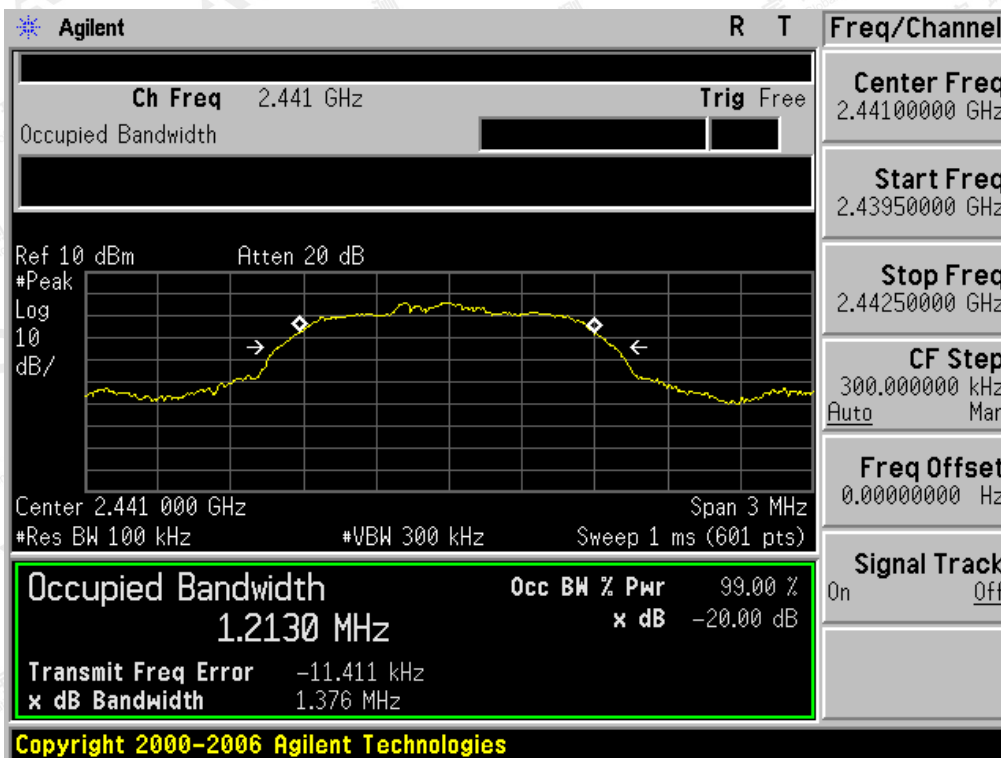 Agilent R T
Freq/Channel
Ch Freq 2.441 GHz Trig Free
Occupied Bandwidth
Center Freq
2.44100000 GHz
Start Freq
2.43950000 GHz
Stop Freq
2.44250000 GHz
CF Step
300.000000 kHz
Auto Man
Freq Offset
0.00000000 Hz
Signal Track
On Off
Ref 10 dBm Atten 20 dB
#Peak
Log
10
dB/
Center 2.441 000 GHz Span 3 MHz
#Res BW 100 kHz #VBW 300 kHz Sweep 1 ms (601 pts)
Occupied Bandwidth
1.2130 MHz
Occ BW % Pwr 99.00 %
x dB -20.00 dB
Transmit Freq Error -11.411 kHz
x dB Bandwidth 1.376 MHz
Copyright 2000-2006 Agilent Technologies